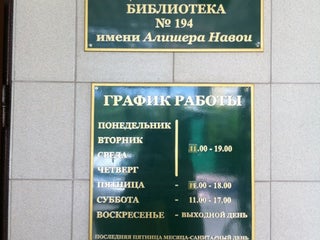 БИБЛИОТЕКА
№ 194
имени Алишера Навои
ГРАФИК РАБОТЫ
ПОНЕДЕЛЬНИК
ВТОРНИК
СРЕДА
11.00 - 19.00
ЧЕТВЕРГ
ПЯТНИЦА - 11.00 - 18.00
СУББОТА - 11.00 - 17.00
ВОСКРЕСЕНЬЕ - ВЫХОДНОЙ ДЕНЬ
ПОСЛЕДНЯЯ ПЯТНИЦА МЕСЯЦА-САНИТАРНЫЙ ДЕНЬ